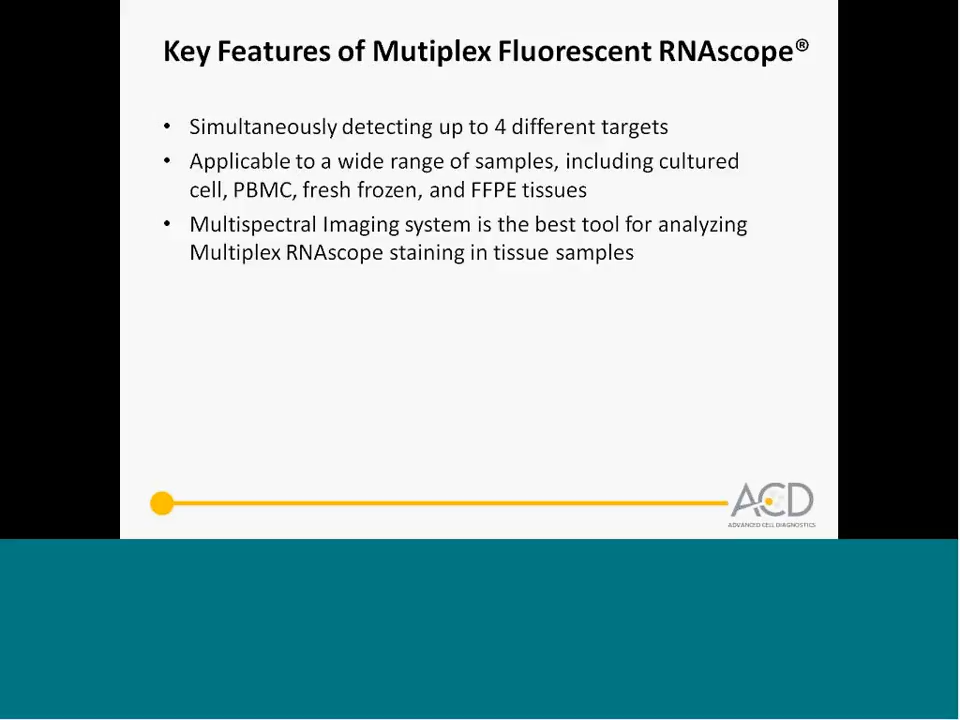 Key Features of Mutiplex Fluorescent RNAscope®
• Simultaneously detecting up to 4 different targets
• Applicable to a wide range of samples, including cultured
cell, PBMC, fresh frozen, and FFPE tissues
• Multispectral Imaging system is the best tool for analyzing
Multiplex RNAscope staining in tissue samples
ACD
ADVANCED CELL DIAGNOSTICS